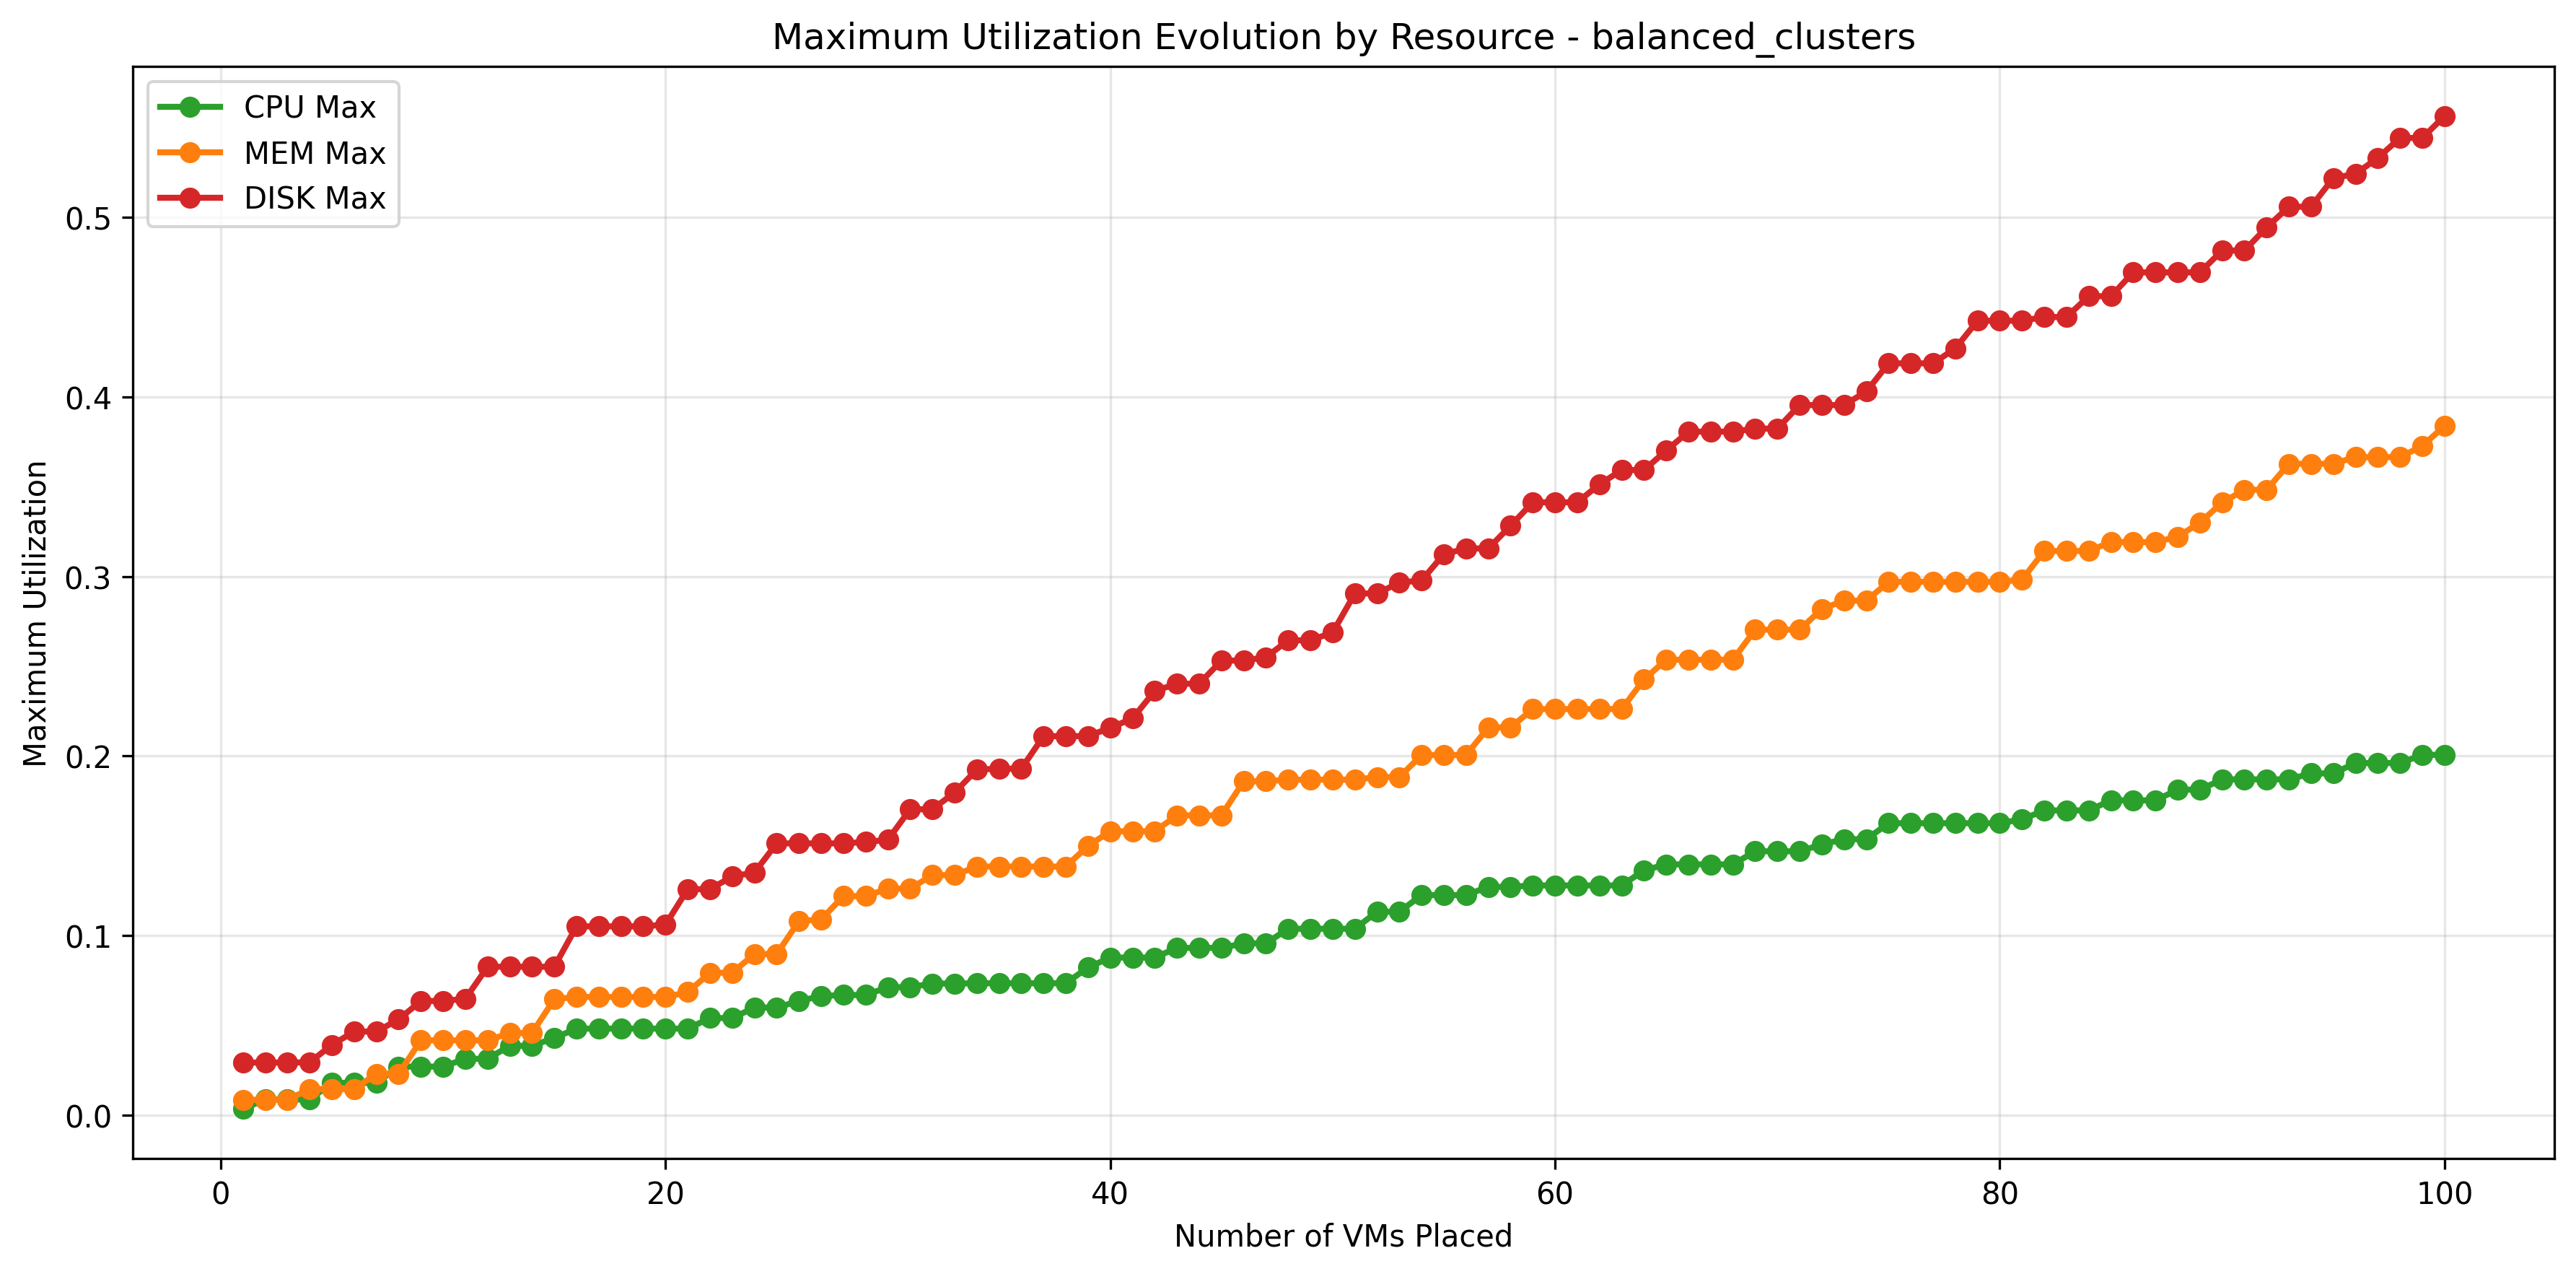 Maximum Utilization Evolution by Resource - balanced_clusters
CPU Max
MEM Max
DISK Max
Maximum Utilization
0.5
0.4
0.3
0.2
0.1
0.0
0 20 40 60 80 100
Number of VMs Placed